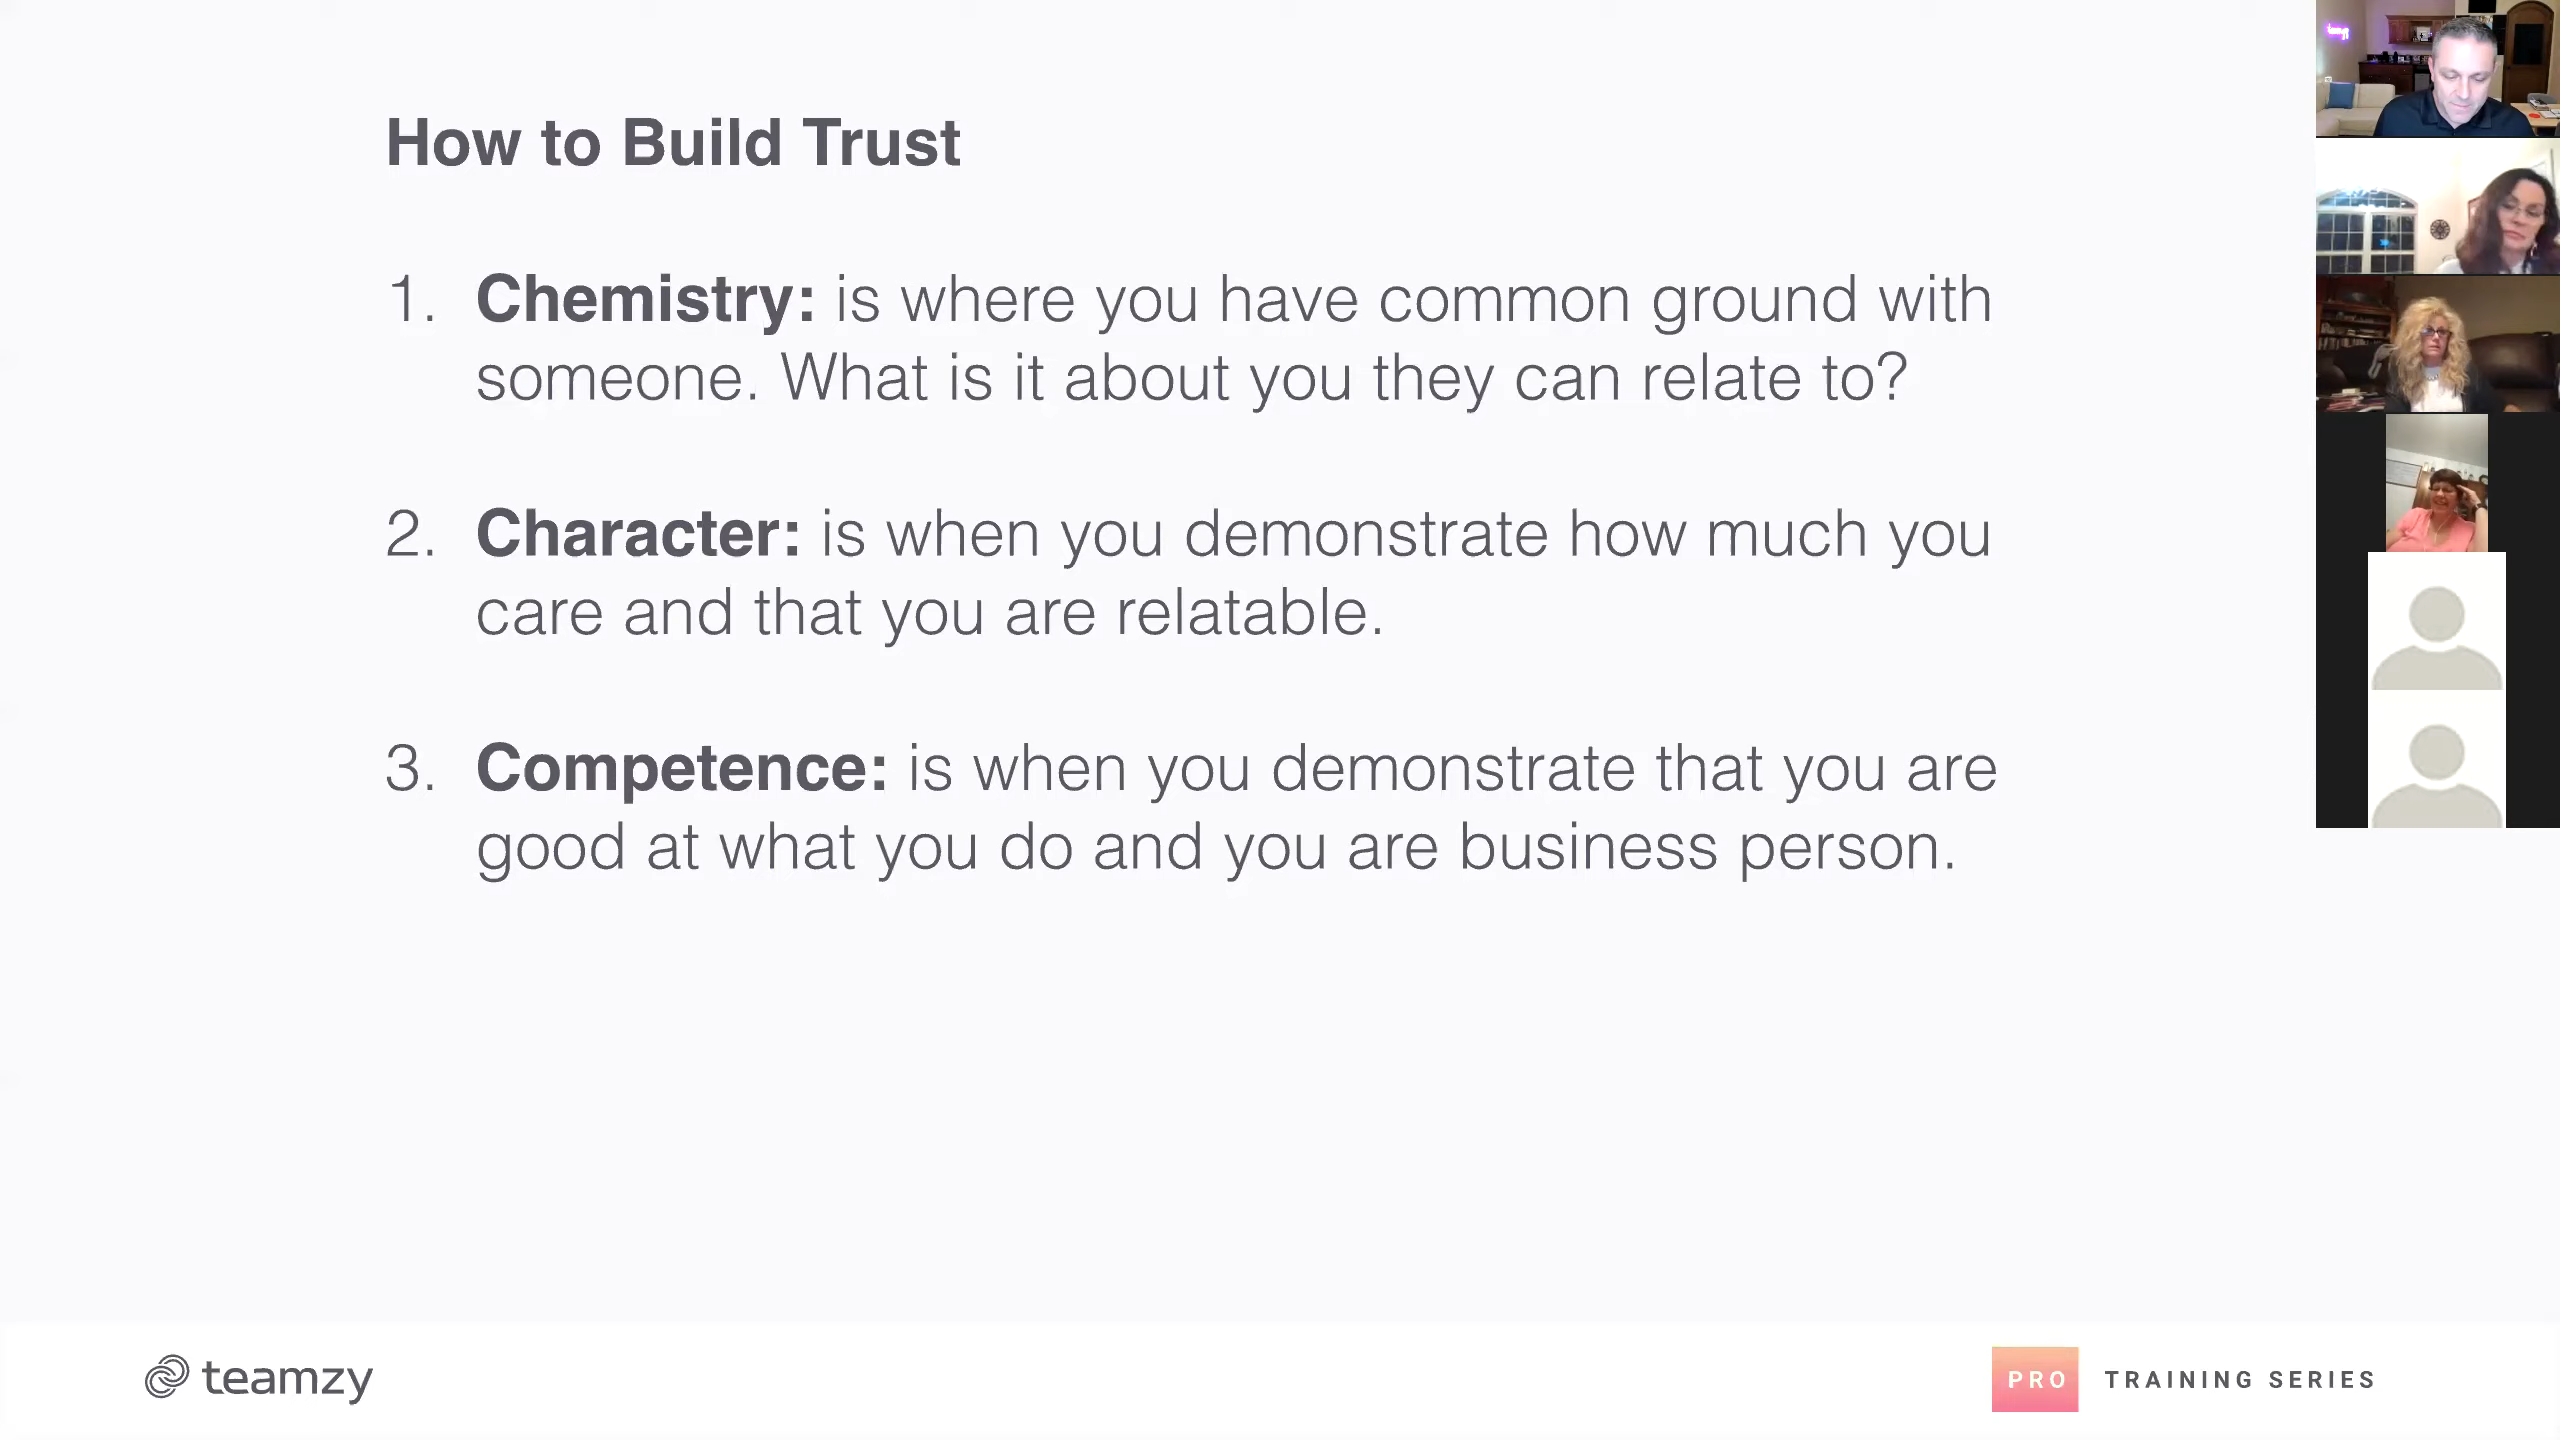 How to Build Trust
1. Chemistry: is where you have common ground with
someone. What is it about you they can relate to?
2. Character: is when you demonstrate how much you
care and that you are relatable.
3. Competence: is when you demonstrate that you are
good at what you do and you are business person.
teamzy
PRO TRAINING SERIES